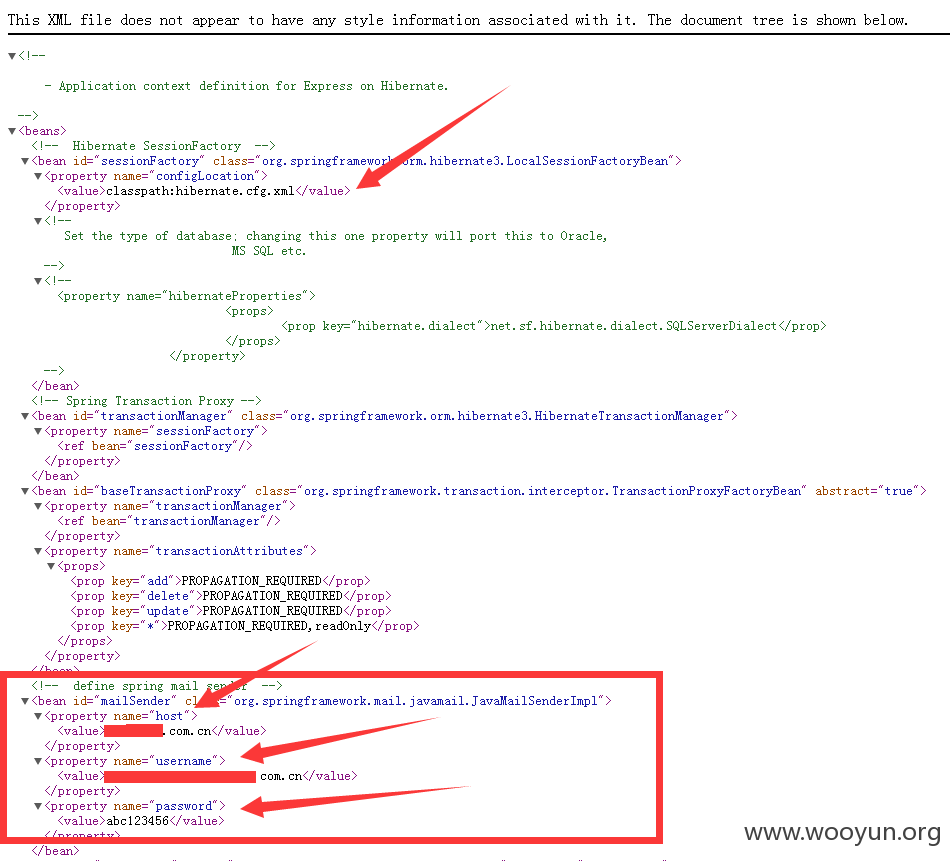 This XML file does not appear to have any style information associated with it. The document tree is shown below.
▼<!--
- Application context definition for Express on Hibernate.
-->
▼<beans>
<!-- Hibernate SessionFactory -->
▼<bean id="sessionFactory" class="org.springframework.orm.hibernate3.LocalSessionFactoryBean">
▼<property name="configLocation">
<value>classpath:hibernate.cfg.xml</value>
</property>
▼<!--
Set the type of database; changing this one property will port this to Oracle,
MS SQL etc.
-->
▼<!--
<property name="hibernateProperties">
<props>
<prop key="hibernate.dialect">net.sf.hibernate.dialect.SQLServerDialect</prop>
</props>
</property>
-->
</bean>
<!-- Spring Transaction Proxy -->
▼<bean id="transactionManager" class="org.springframework.orm.hibernate3.HibernateTransactionManager">
▼<property name="sessionFactory">
<ref bean="sessionFactory"/>
</property>
</bean>
▼<bean id="baseTransactionProxy" class="org.springframework.transaction.interceptor.TransactionProxyFactoryBean" abstract="true">
▼<property name="transactionManager">
<ref bean="transactionManager"/>
</property>
▼<property name="transactionAttributes">
▼<props>
<prop key="add">PROPAGATION_REQUIRED</prop>
<prop key="delete">PROPAGATION_REQUIRED</prop>
<prop key="update">PROPAGATION_REQUIRED</prop>
<prop key="*">PROPAGATION_REQUIRED,readOnly</prop>
</props>
</property>
</bean>
<!-- define spring mail sender -->
▼<bean id="mailSender" class="org.springframework.mail.javamail.JavaMailSenderImpl">
▼<property name="host">
<value>.com.cn</value>
</property>
▼<property name="username">
<value>com.cn</value>
</property>
▼<property name="password">
<value>abc123456</value>
</property>
</bean>
www.wooyun.org